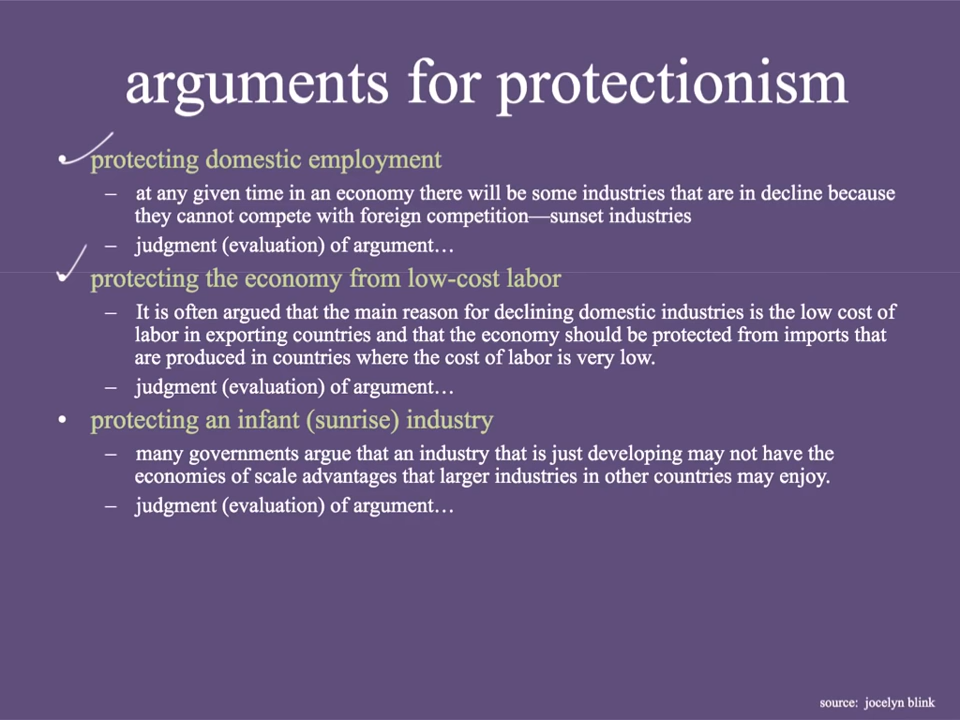 arguments for protectionism
• protecting domestic employment
– at any given time in an economy there will be some industries that are in decline because
they cannot compete with foreign competition—sunset industries
– judgment (evaluation) of argument…
• protecting the economy from low-cost labor
– It is often argued that the main reason for declining domestic industries is the low cost of
labor in exporting countries and that the economy should be protected from imports that
are produced in countries where the cost of labor is very low.
– judgment (evaluation) of argument…
• protecting an infant (sunrise) industry
– many governments argue that an industry that is just developing may not have the
economies of scale advantages that larger industries in other countries may enjoy.
– judgment (evaluation) of argument…
source: jocelyn blink